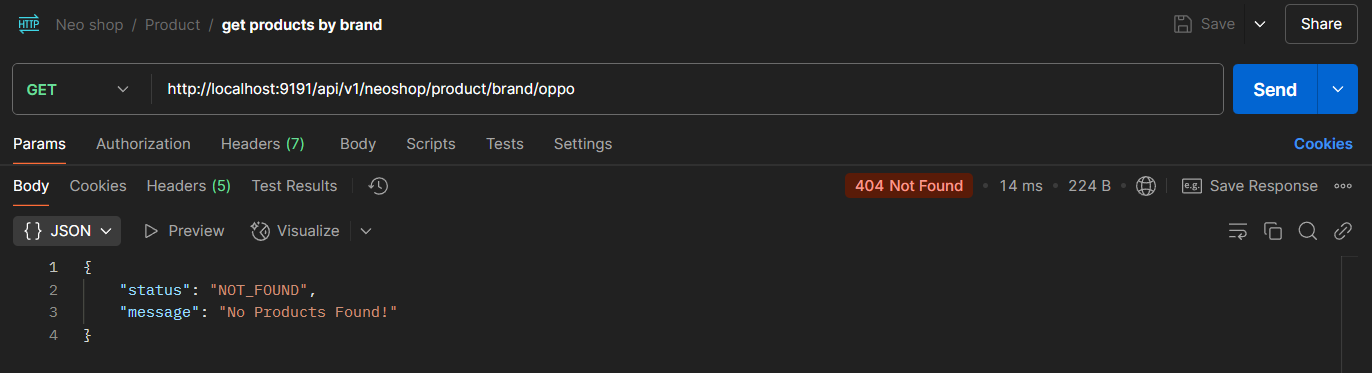 HTTP Neo shop / Product / get products by brand Save Share
GET http://localhost:9191/api/v1/neoshop/product/brand/oppo Send
Params Authorization Headers (7) Body Scripts Tests Settings Cookies
Body Cookies Headers (5) Test Results 404 Not Found • 14 ms • 224 B • e.g. Save Response
{} JSON Preview Visualize
1 {
2 "status": "NOT_FOUND",
3 "message": "No Products Found!"
4 }